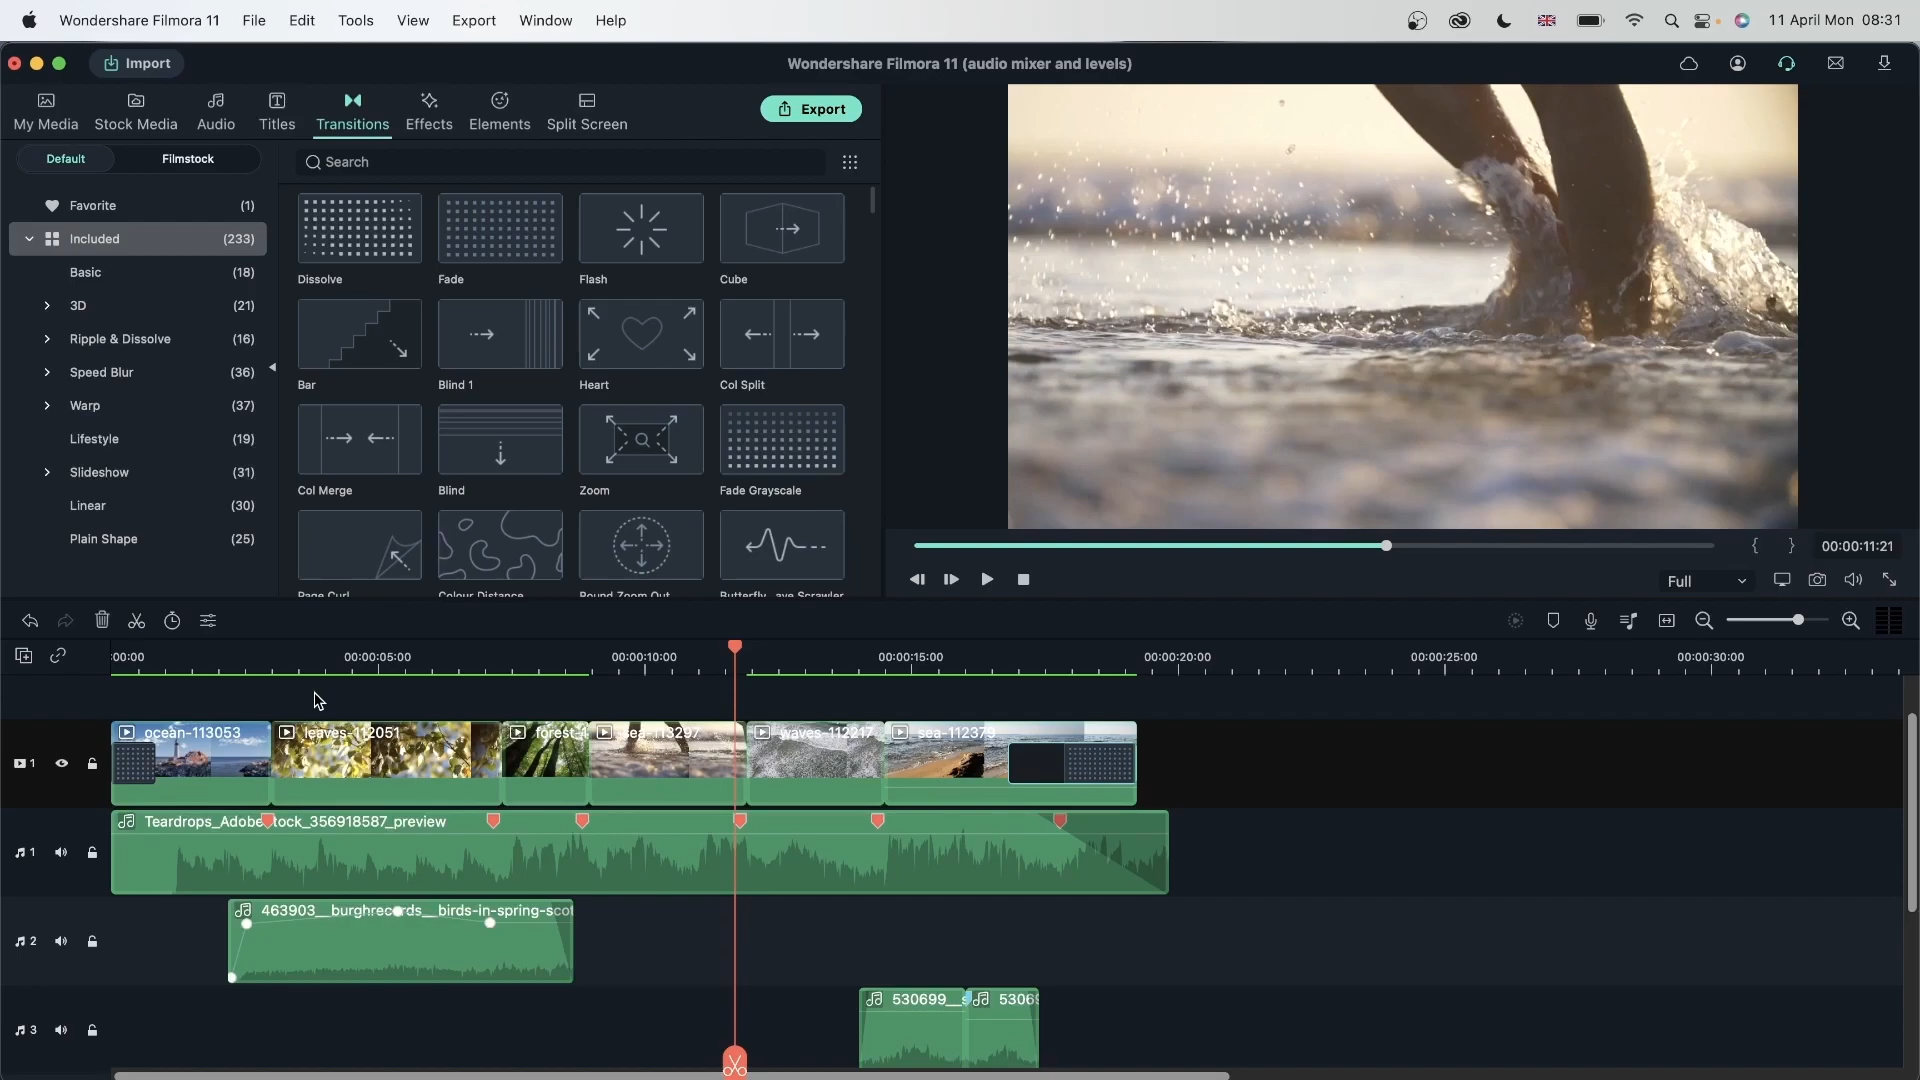 Wondershare Filmora 11 File Edit Tools View Export Window Help 11 April Mon 08:31
Import Wondershare Filmora 11 (audio mixer and levels)
My Media Stock Media Audio Titles Transitions Effects Elements Split Screen Export
Default Filmstock Search
Favorite (1)
Included (233)
Basic (18)
3D (21)
Ripple & Dissolve (16)
Speed Blur (36)
Warp (37)
Lifestyle (19)
Slideshow (31)
Linear (30)
Plain Shape (25)
Dissolve Fade Flash Cube
Bar Blind 1 Heart Col Split
Col Merge Blind Zoom Fade Grayscale
Page Curl Colour Distance Round Zoom Out Butterfly
00:00:11:21
Full
:00:00 00:00:05:00 00:00:10:00 00:00:15:00 00:00:20:00 00:00:25:00 00:00:30:00
1 ocean-113053 leaves-112051 forest-1 sea-113297 waves-112217 sea-112379
1 Teardrops_Adobe tock_356918587_preview
2 463903__burghrecords__birds-in-spring-scot
3 530699__s 53069